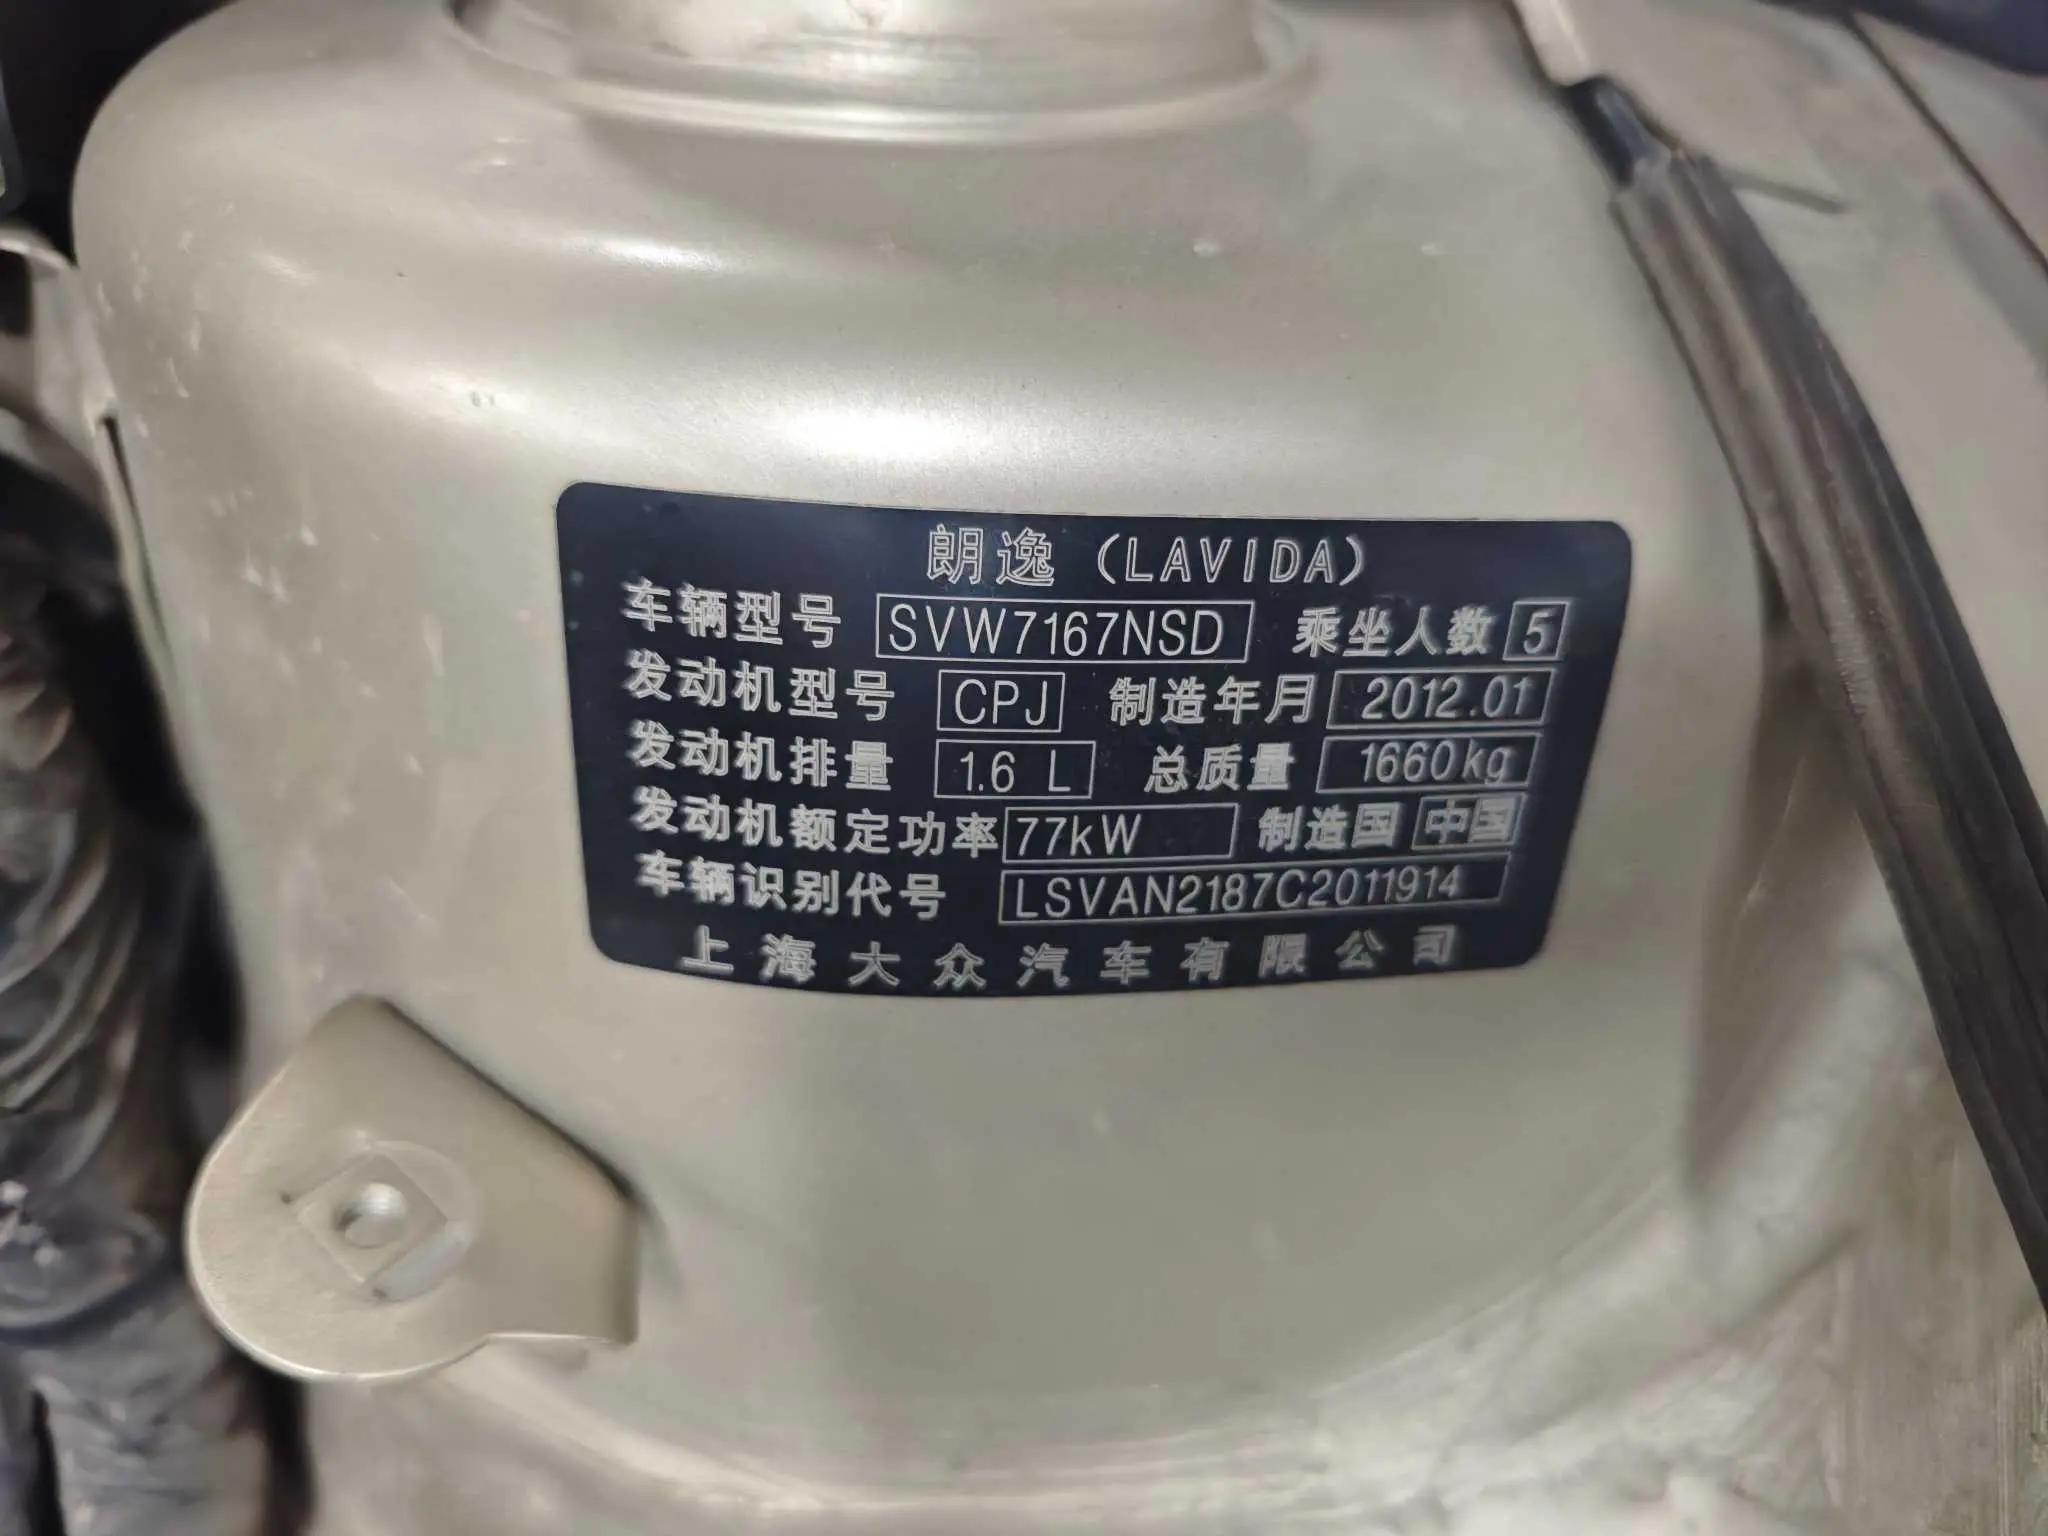 朗逸（LAVIDA）
车辆型号 SVW7167NSD 乘坐人数 5
发动机型号 CPJ 制造年月 2012.01
发动机排量 1.6 L 总质量 1660kg
发动机额定功率 77kW 制造国 中国
车辆识别代号 LSVAN2187C2011914
上海大众汽车有限公司